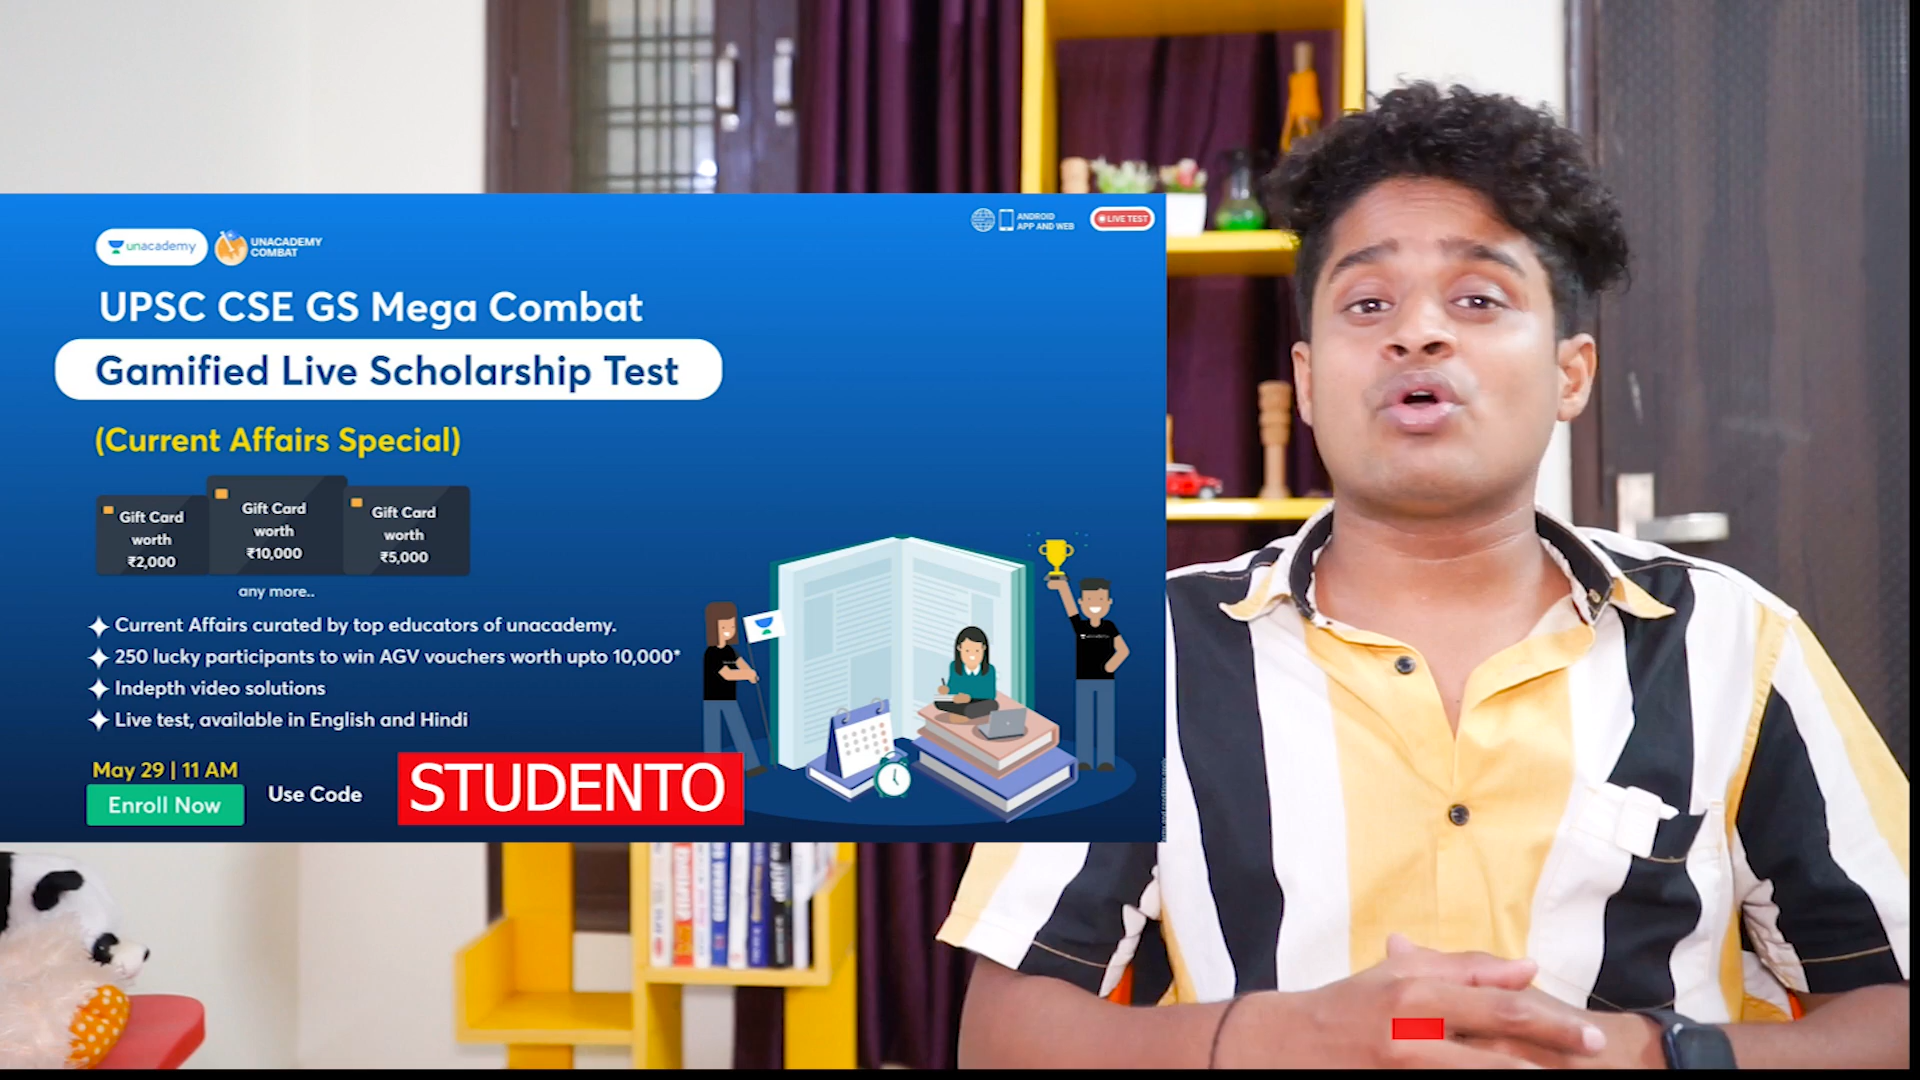 unacademy
UNACADEMY
COMBAT
ANDROID
APP AND WEB
LIVE TEST
UPSC CSE GS Mega Combat
Gamified Live Scholarship Test
(Current Affairs Special)
Gift Card
worth
₹2,000
Gift Card
worth
₹10,000
Gift Card
worth
₹5,000
any more..
Current Affairs curated by top educators of unacademy.
250 lucky participants to win AGV vouchers worth upto 10,000*
Indepth video solutions
Live test, available in English and Hindi
May 29 | 11 AM
Enroll Now
Use Code
STUDENTO